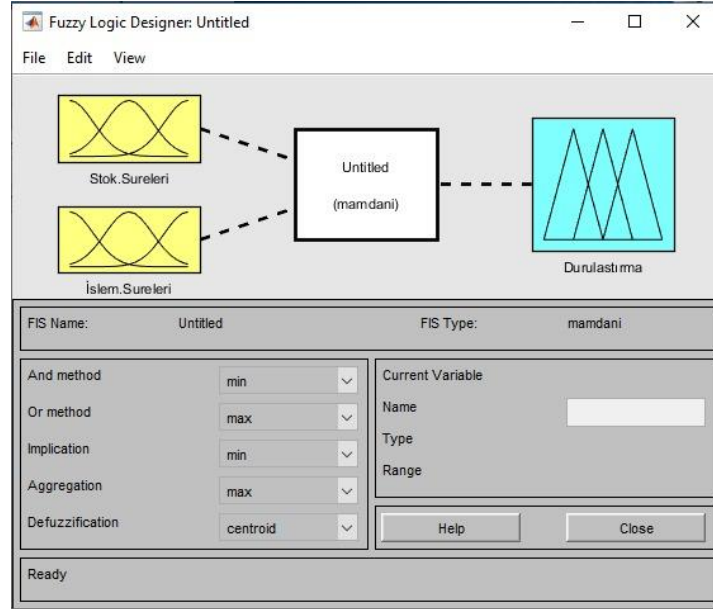 Fuzzy Logic Designer: Untitled
File Edit View
Stok.Sureleri
İslem.Sureleri
Untitled
(mamdani)
Durulastırma
FIS Name: Untitled FIS Type: mamdani
And method min
Or method max
Implication min
Aggregation max
Defuzzification centroid
Current Variable
Name
Type
Range
Help Close
Ready